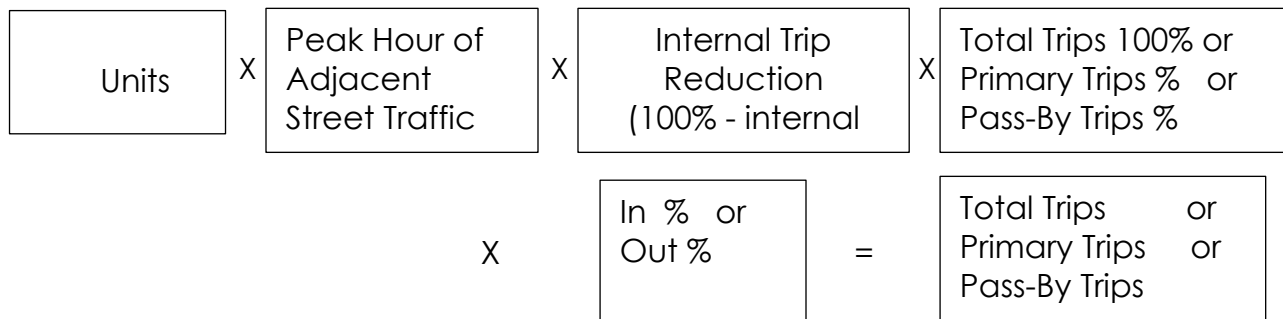 Units X Peak Hour of Adjacent Street Traffic X Internal Trip Reduction (100% - internal X Total Trips 100% or Primary Trips % or Pass-By Trips %
X In % or Out % = Total Trips or Primary Trips or Pass-By Trips